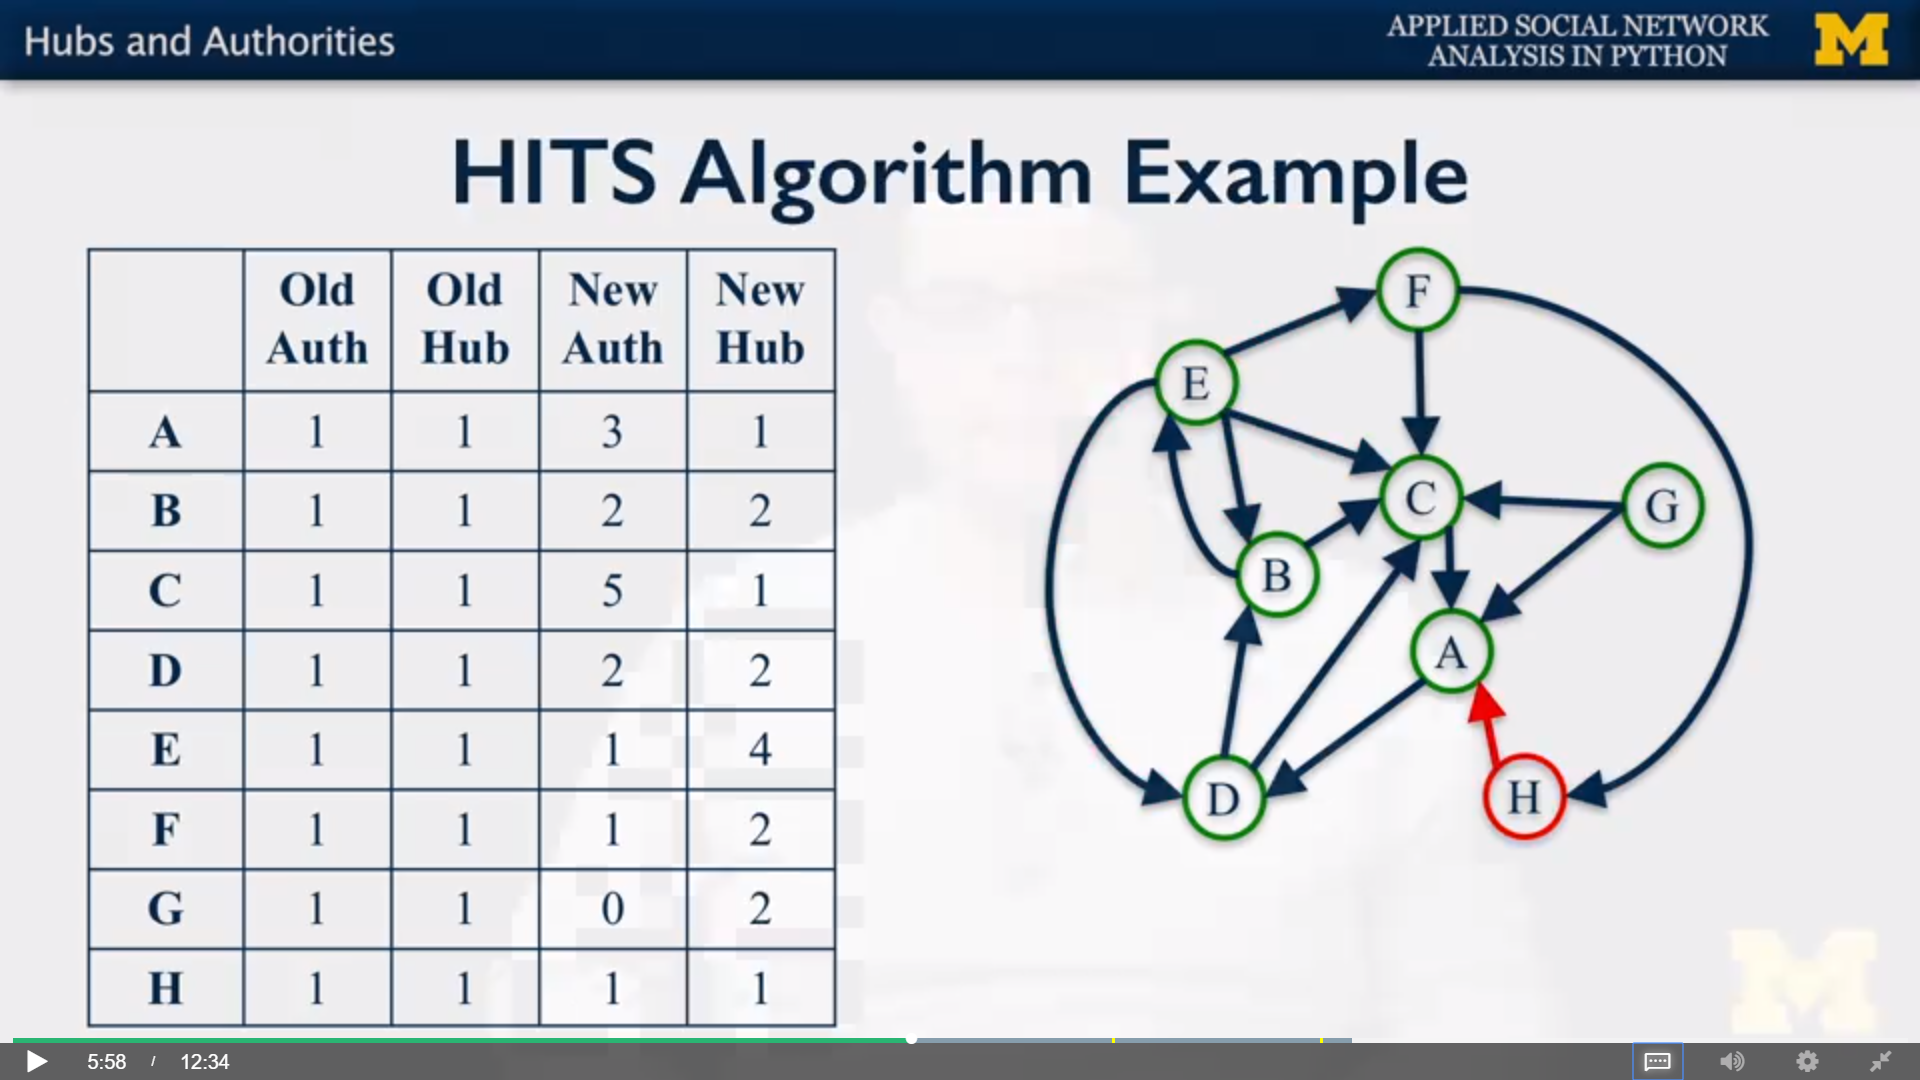 Hubs and Authorities
APPLIED SOCIAL NETWORK
ANALYSIS IN PYTHON
M
HITS Algorithm Example
Old Auth Old Hub New Auth New Hub
A 1 1 3 1
B 1 1 2 2
C 1 1 5 1
D 1 1 2 2
E 1 1 1 4
F 1 1 1 2
G 1 1 0 2
H 1 1 1 1
F
E
C
G
B
A
D
H
M
5:58 / 12:34